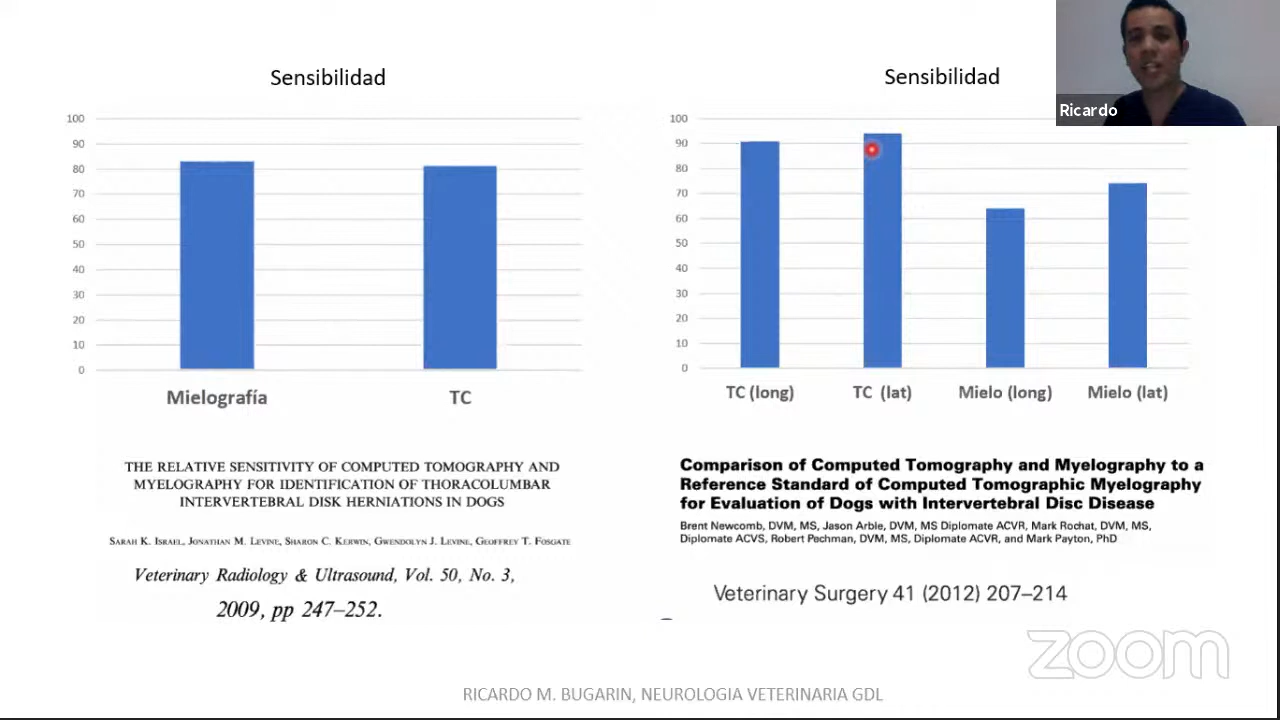 Sensibilidad
100
90
80
70
60
50
40
30
20
10
0
Mielografía TC
THE RELATIVE SENSITIVITY OF COMPUTED TOMOGRAPHY AND
MYELOGRAPHY FOR IDENTIFICATION OF THORACOLUMBAR
INTERVERTEBRAL DISK HERNIATIONS IN DOGS
SARAH K. ISRAEL, JONATHAN M. LEVINE, SHARON C. KERWIN, GWENDOLYN J. LEVINE, GEOFFREY T. FOSGATE
Veterinary Radiology & Ultrasound, Vol. 50, No. 3,
2009, pp 247–252.
Sensibilidad
100
90
80
70
60
50
40
30
20
10
0
TC (long) TC (lat) Mielo (long) Mielo (lat)
Comparison of Computed Tomography and Myelography to a
Reference Standard of Computed Tomographic Myelography
for Evaluation of Dogs with Intervertebral Disc Disease
Brent Newcomb, DVM, MS, Jason Arble, DVM, MS Diplomate ACVR, Mark Rochat, DVM, MS,
Diplomate ACVS, Robert Pechman, DVM, MS, Diplomate ACVR, and Mark Payton, PhD
Veterinary Surgery 41 (2012) 207–214
Ricardo
zoom
RICARDO M. BUGARIN, NEUROLOGIA VETERINARIA GDL